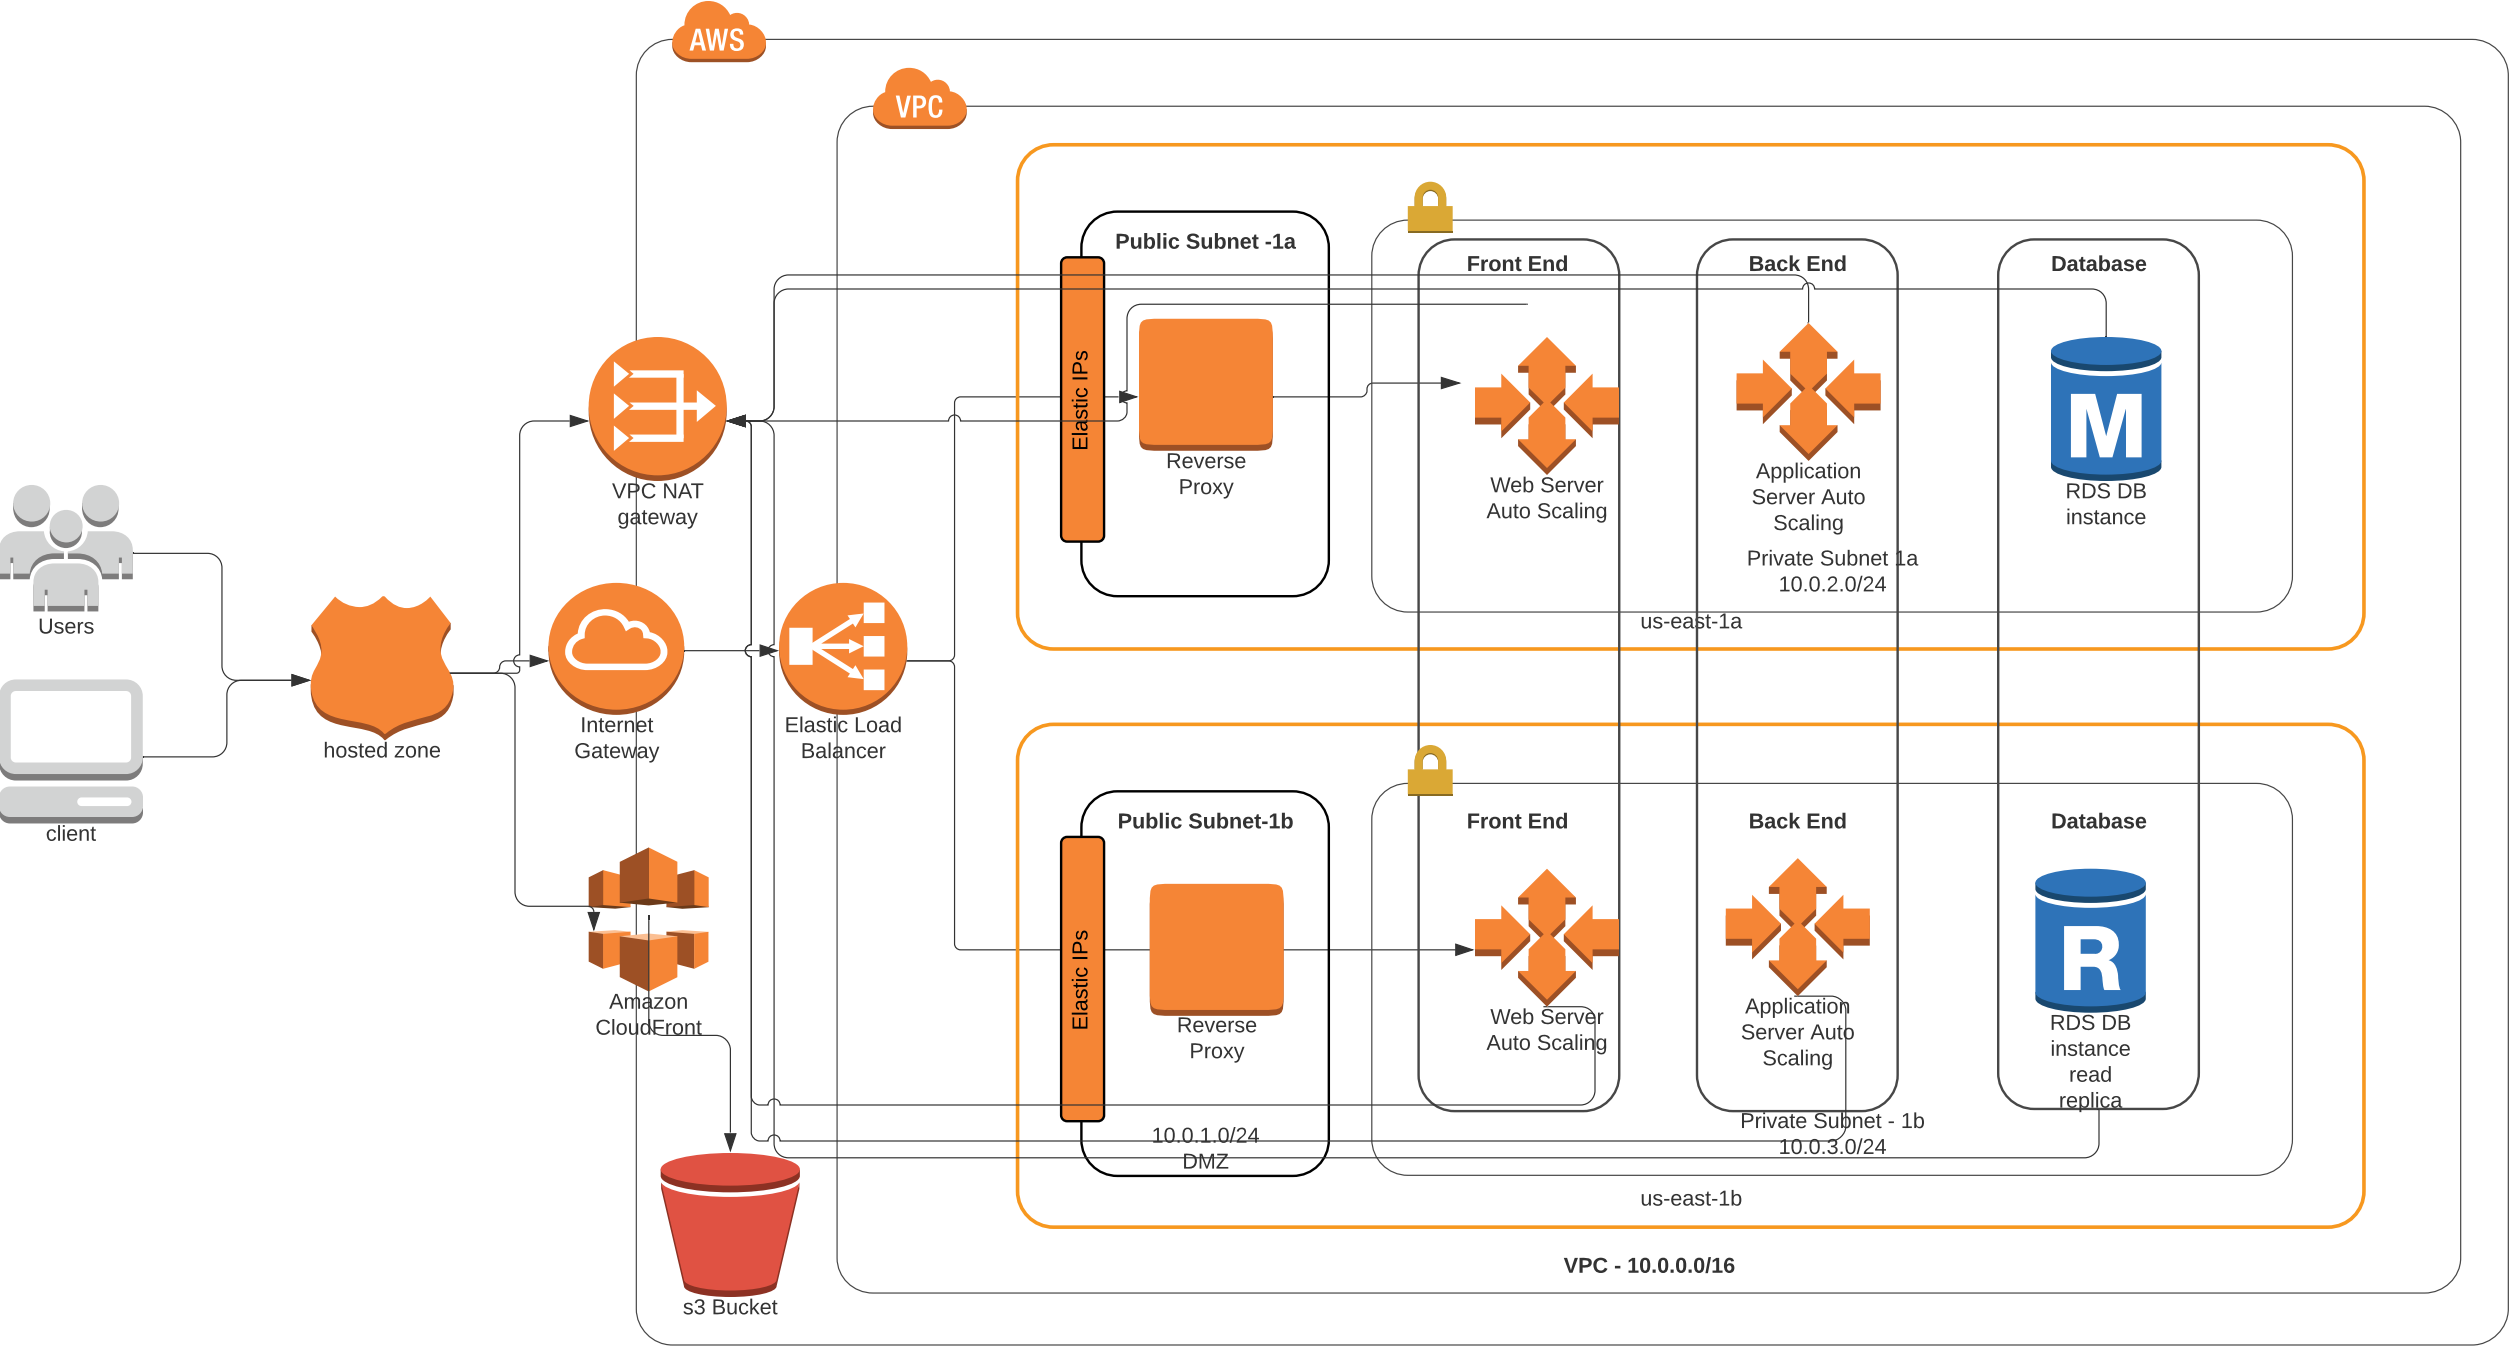 AWS
VPC
Public Subnet -1a
Elastic IPs
Reverse
Proxy
Front End
Back End
Database
Web Server
Auto Scaling
Application
Server Auto
Scaling
M
RDS DB
instance
Private Subnet 1a
10.0.2.0/24
us-east-1a
VPC NAT
gateway
Users
client
hosted zone
Internet
Gateway
Elastic Load
Balancer
Amazon
CloudFront
s3 Bucket
Public Subnet-1b
Elastic IPs
Reverse
Proxy
10.0.1.0/24
DMZ
Front End
Back End
Database
Web Server
Auto Scaling
Application
Server Auto
Scaling
R
RDS DB
instance
read
replica
Private Subnet - 1b
10.0.3.0/24
us-east-1b
VPC - 10.0.0.0/16